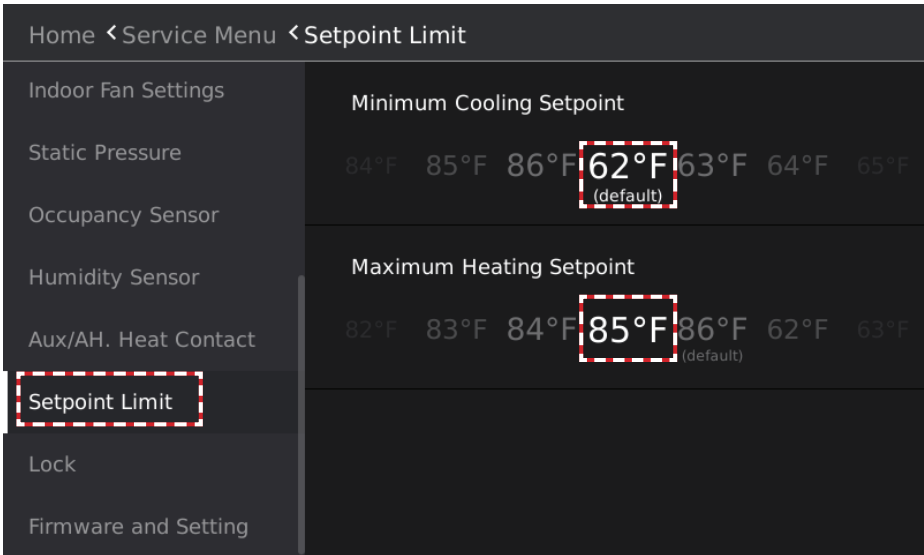 Home < Service Menu < Setpoint Limit
Indoor Fan Settings
Static Pressure
Occupancy Sensor
Humidity Sensor
Aux/AH. Heat Contact
Setpoint Limit
Lock
Firmware and Setting
Minimum Cooling Setpoint
84°F 85°F 86°F 62°F 63°F 64°F 65°F
(default)
Maximum Heating Setpoint
82°F 83°F 84°F 85°F 86°F 62°F 63°F
(default)